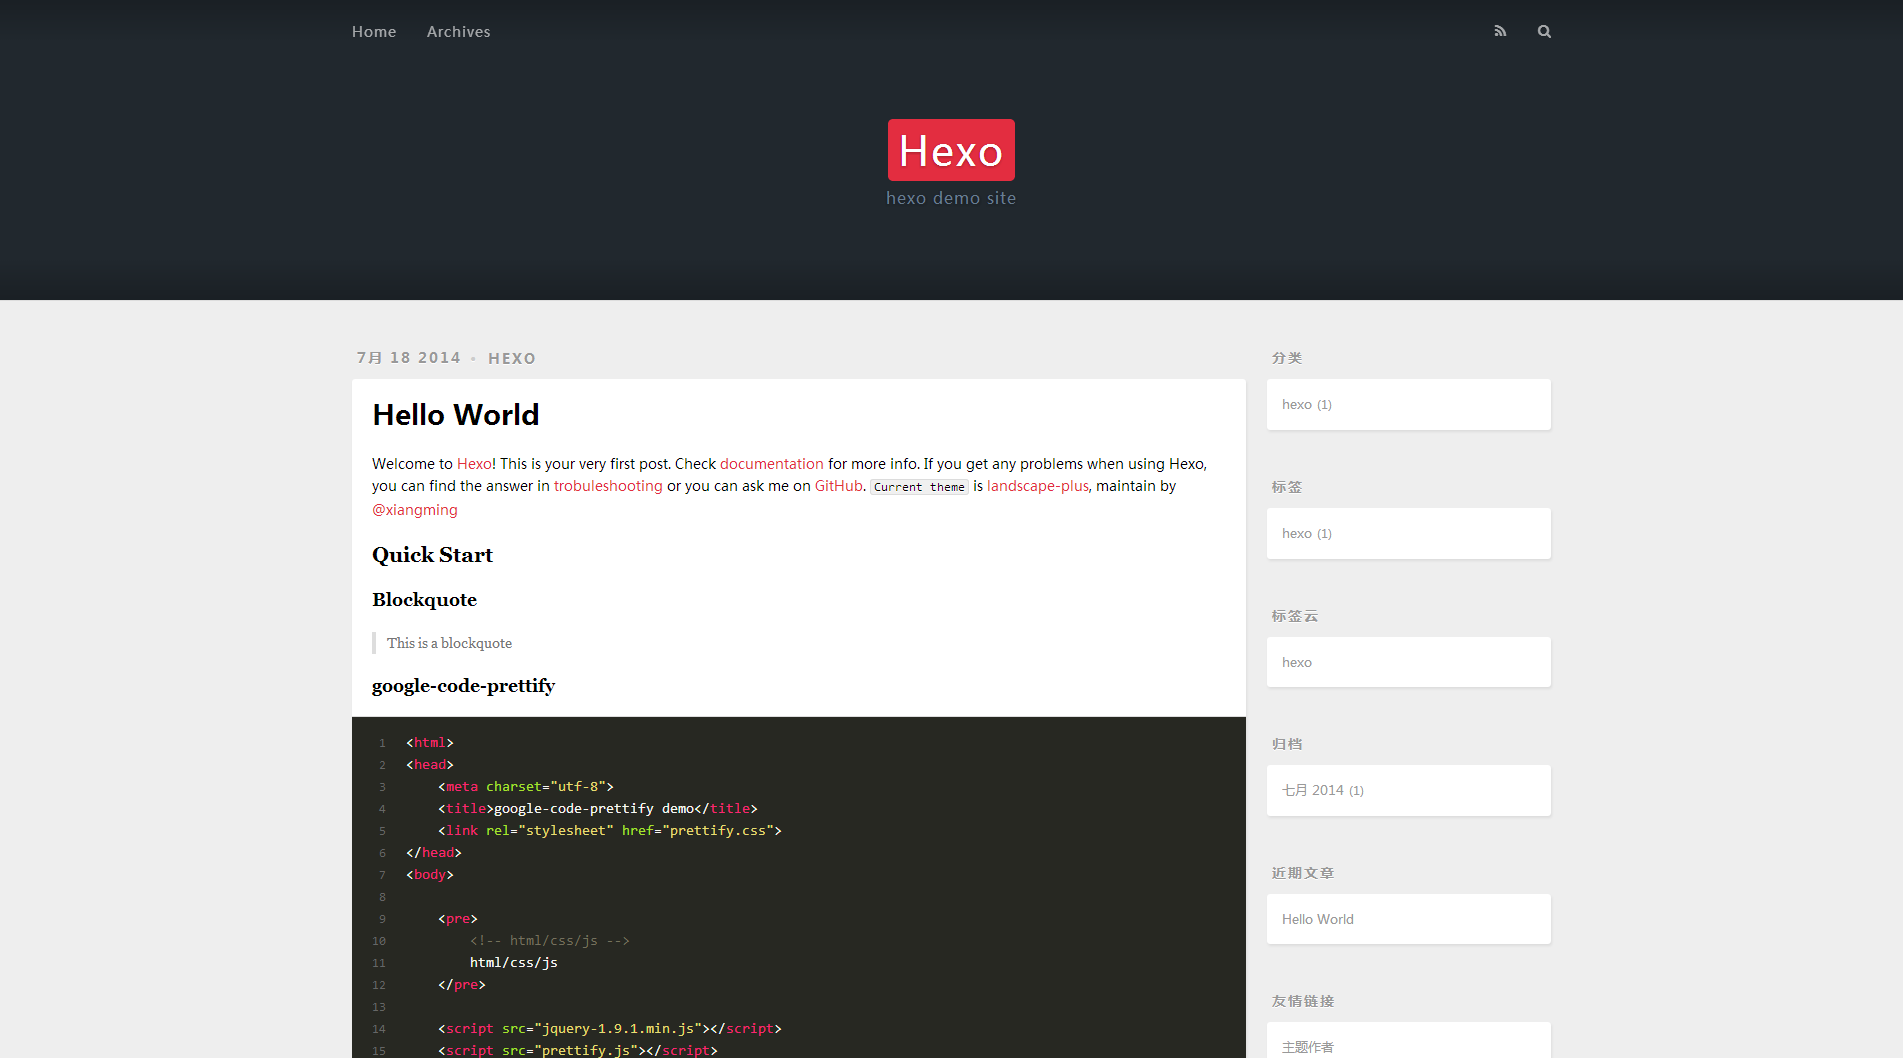 Home Archives
Hexo
hexo demo site
7月 18 2014 • HEXO
Hello World
Welcome to Hexo! This is your very first post. Check documentation for more info. If you get any problems when using Hexo,
you can find the answer in trobuleshooting or you can ask me on GitHub. Current theme is landscape-plus, maintain by
@xiangming
Quick Start
Blockquote
This is a blockquote
google-code-prettify
1 <html>
2 <head>
3 <meta charset="utf-8">
4 <title>google-code-prettify demo</title>
5 <link rel="stylesheet" href="prettify.css">
6 </head>
7 <body>
8
9 <pre>
10 <!-- html/css/js -->
11 html/css/js
12 </pre>
13
14 <script src="jquery-1.9.1.min.js"></script>
15 <script src="prettify.js"></script>
分类
hexo (1)
标签
hexo (1)
标签云
hexo
归档
七月 2014 (1)
近期文章
Hello World
友情链接
主题作者